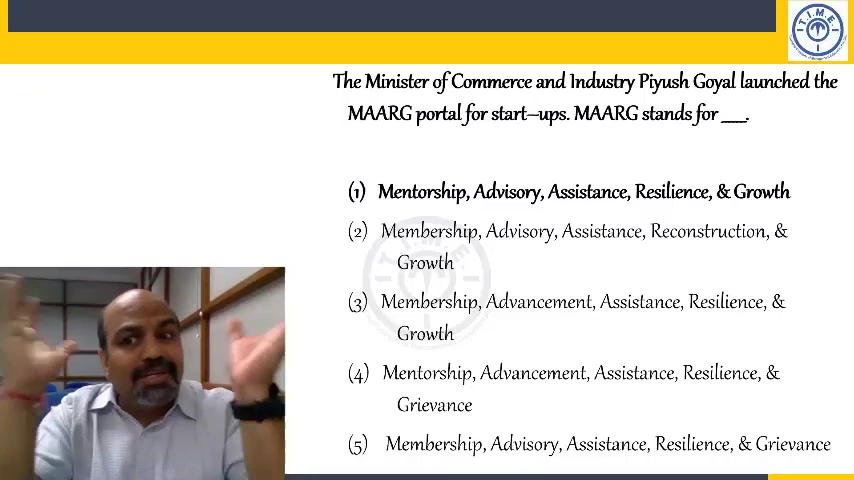 T.I.M.E.
The Minister of Commerce and Industry Piyush Goyal launched the
MAARG portal for start–ups. MAARG stands for ___.
(1) Mentorship, Advisory, Assistance, Resilience, & Growth
(2) Membership, Advisory, Assistance, Reconstruction, &
Growth
(3) Membership, Advancement, Assistance, Resilience, &
Growth
(4) Mentorship, Advancement, Assistance, Resilience, &
Grievance
(5) Membership, Advisory, Assistance, Resilience, & Grievance